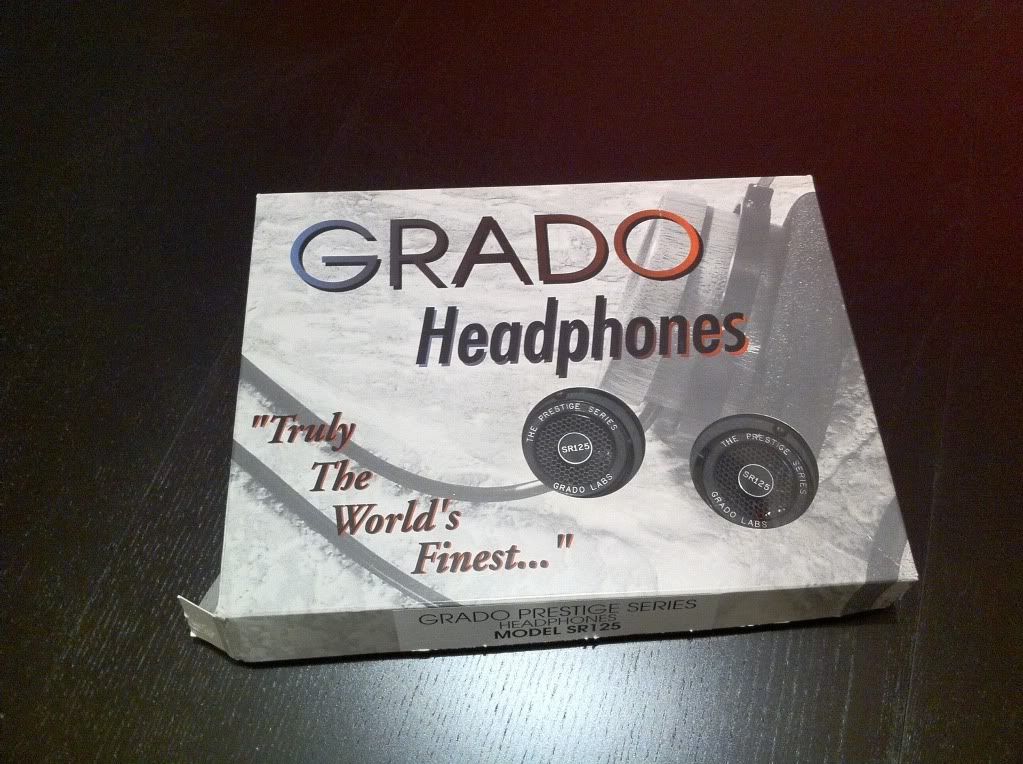 GRADO
Headphones
"Truly
The
World's
Finest..."
THE PRESTIGE SERIES
SR125
GRADO LABS
THE PRESTIGE SERIES
SR125
GRADO LABS
GRADO PRESTIGE SERIES
HEADPHONES
MODEL SR125